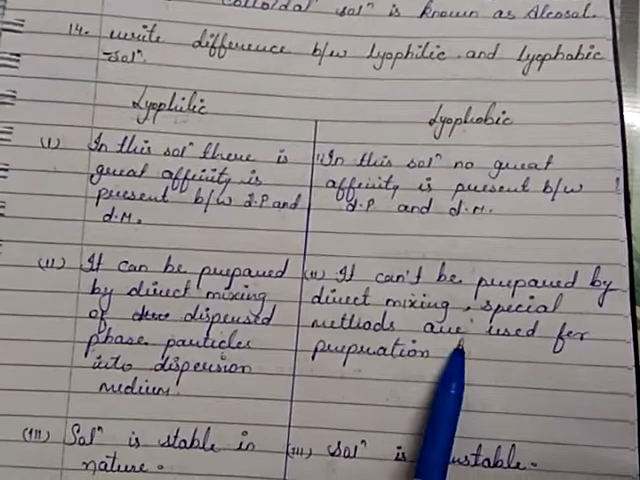 Colloidal solⁿ is known as Alcosol.
14. write difference b/w lyophilic and lyophobic
solⁿ.
Lyophilic
Lyophobic
(i) In this solⁿ there is
great affinity is
present b/w d.P and
d.M.
(i) In this solⁿ no great
affinity is present b/w
d.P and d.M.
(ii) It can be prepared
by direct mixing
of dispersed
phase particles
into dispersion
medium.
(ii) It can't be prepared by
direct mixing, special
methods are used for
prepration
(iii) Solⁿ is stable in
nature.
(iii) Solⁿ is unstable.